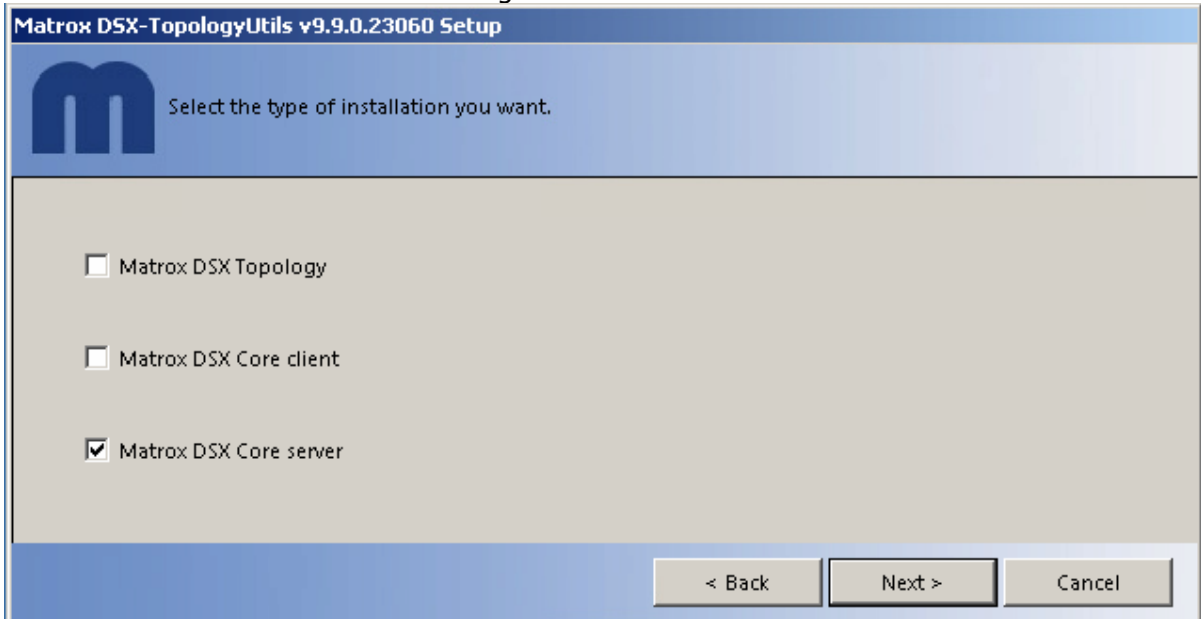 Matrox DSX-TopologyUtils v9.9.0.23060 Setup
Select the type of installation you want.
Matrox DSX Topology
Matrox DSX Core client
Matrox DSX Core server
< Back Next > Cancel